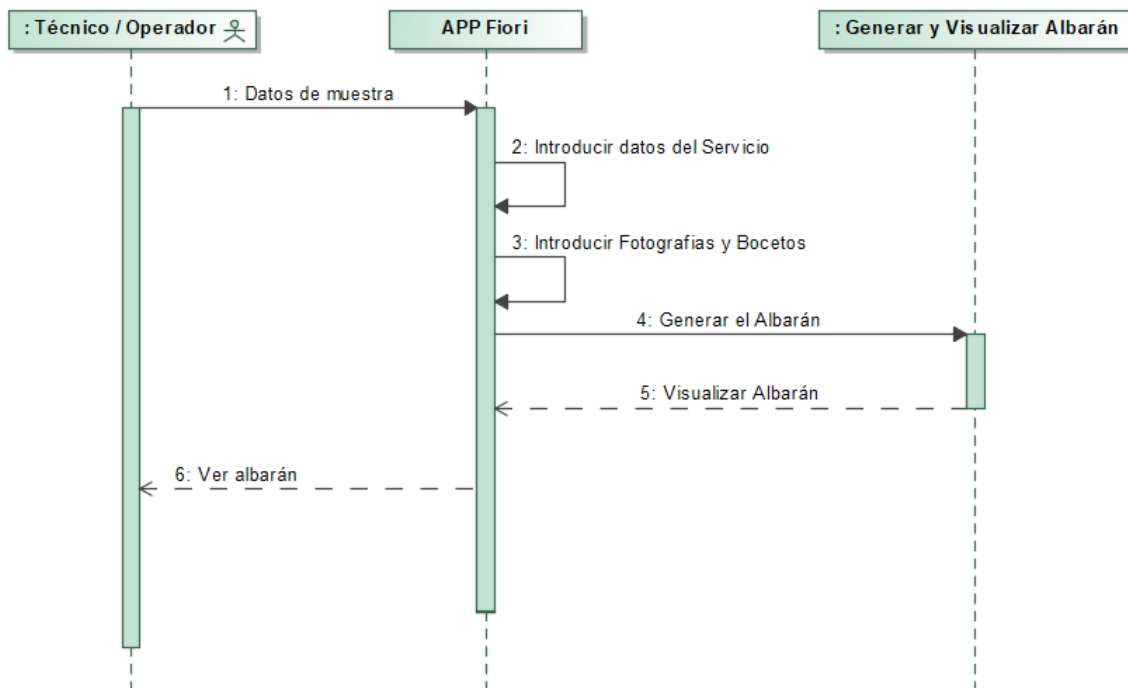 : Técnico / Operador
APP Fiori
: Generar y Visualizar Albarán
1: Datos de muestra
2: Introducir datos del Servicio
3: Introducir Fotografias y Bocetos
4: Generar el Albarán
5: Visualizar Albarán
6: Ver albarán